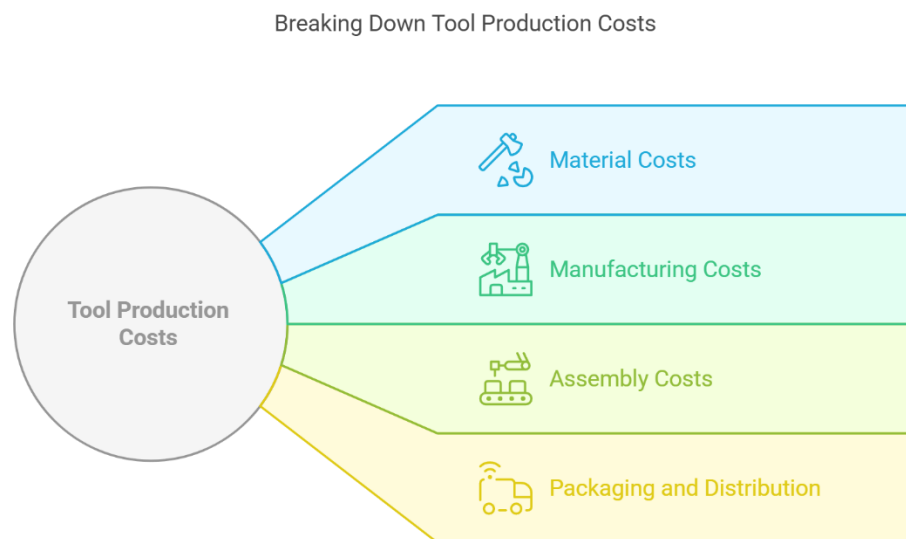 Breaking Down Tool Production Costs
Material Costs
Manufacturing Costs
Tool Production
Costs
Assembly Costs
Packaging and Distribution